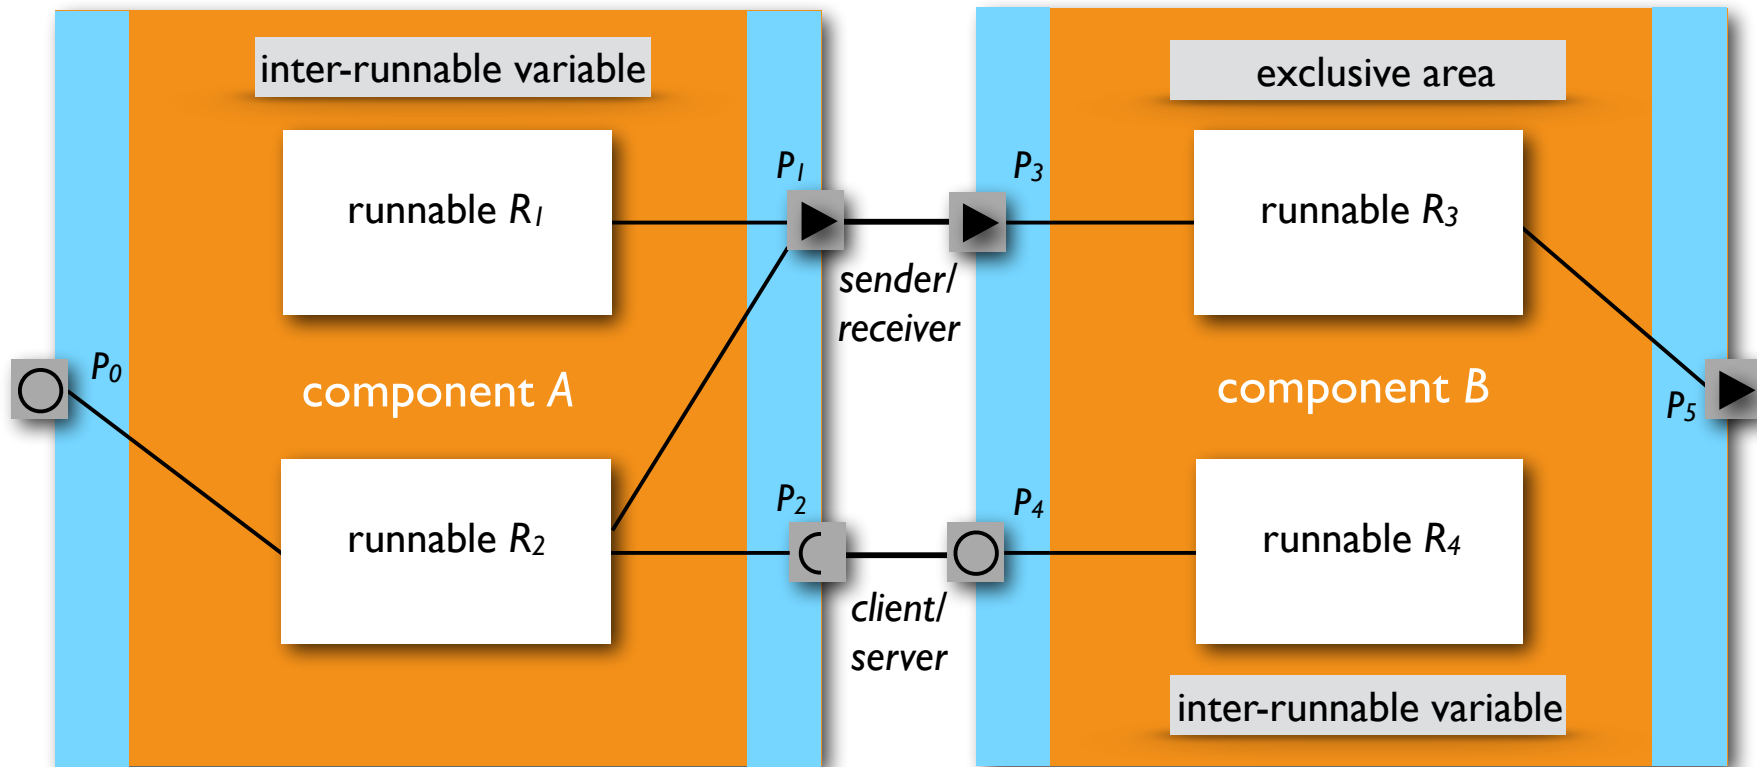 inter-runnable variable
exclusive area
P1
P3
runnable R1
runnable R3
sender/
receiver
P0
component A
component B
P5
P2
P4
runnable R2
runnable R4
client/
server
inter-runnable variable